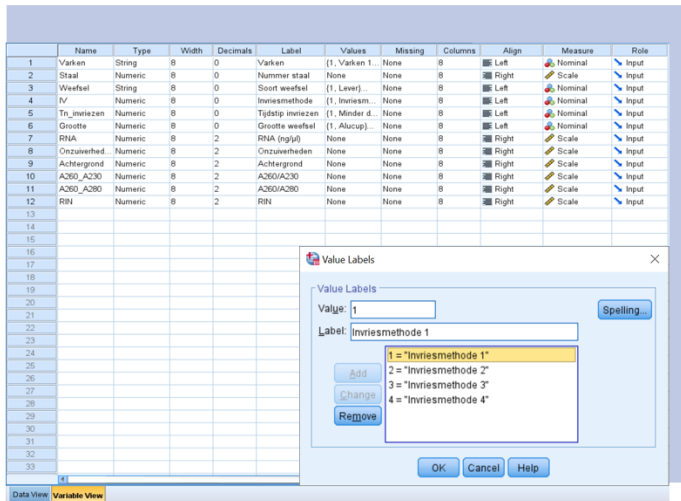 Name Type Width Decimals Label Values Missing Columns Align Measure Role
1 Varken String 8 0 Varken {1, Varken 1... None 8 Left Nominal Input
2 Staal Numeric 8 0 Nummer staal None None 8 Right Scale Input
3 Weefsel String 8 0 Soort weefsel {1, Lever}... None 8 Left Nominal Input
4 IV Numeric 8 0 Invriesmethode {1, Invriesm... None 8 Left Nominal Input
5 Tn_invriezen Numeric 8 0 Tijdstip invriezen {1, Minder d... None 8 Left Nominal Input
6 Grootte Numeric 8 0 Grootte weefsel {1, Alucup}... None 8 Left Nominal Input
7 RNA Numeric 8 2 RNA (ng/µl) None None 8 Right Scale Input
8 Onzuiverhed... Numeric 8 2 Onzuiverheden None None 8 Right Scale Input
9 Achtergrond Numeric 8 2 Achtergrond None None 8 Right Scale Input
10 A260_A230 Numeric 8 2 A260/A230 None None 8 Right Scale Input
11 A260_A280 Numeric 8 2 A260/A280 None None 8 Right Scale Input
12 RIN Numeric 8 2 RIN None None 8 Right Scale Input
13
14
15
16
17
18
19
20
21
22
23
24
25
26
27
28
29
30
31
32
33
Value Labels
Value Labels
Value: 1
Spelling...
Label: Invriesmethode 1
1 = "Invriesmethode 1"
2 = "Invriesmethode 2"
3 = "Invriesmethode 3"
4 = "Invriesmethode 4"
Add
Change
Remove
OK Cancel Help
Data View Variable View